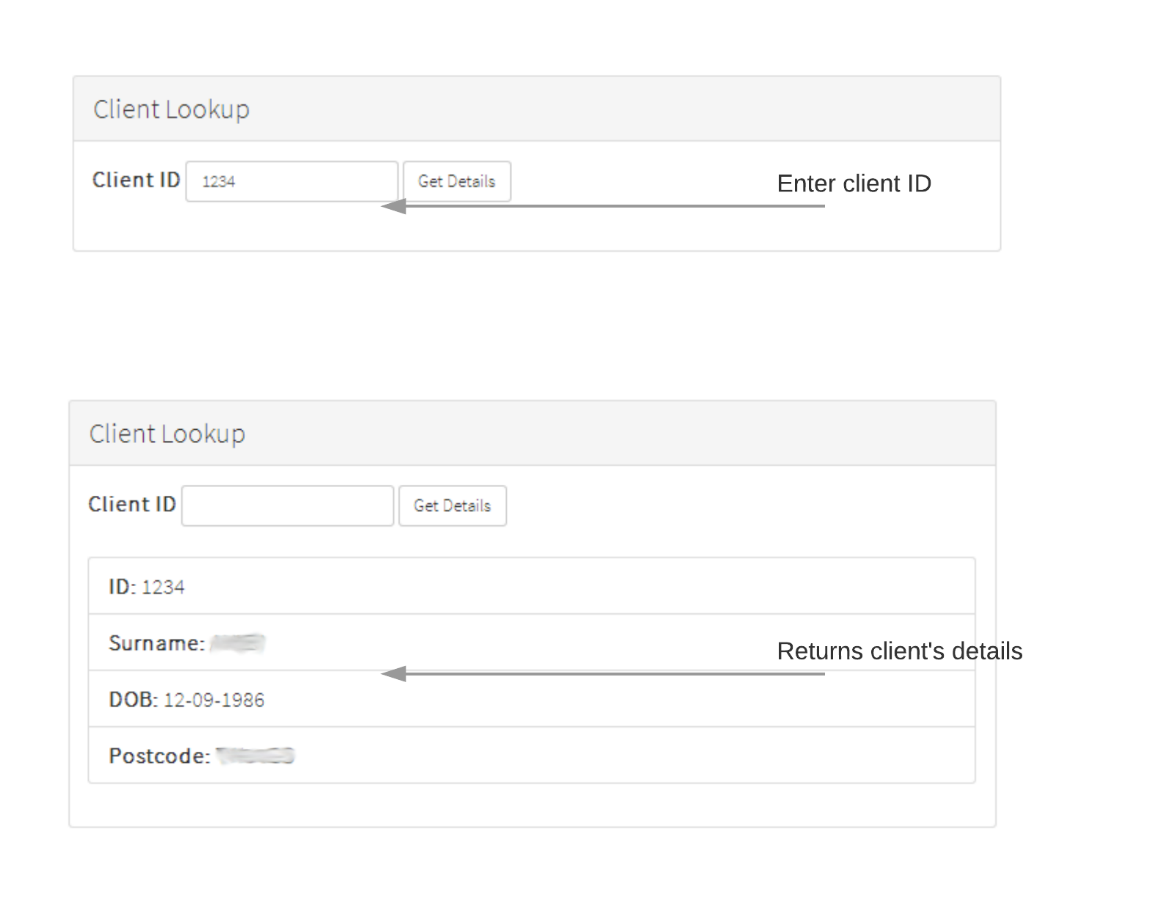 Client Lookup
Client ID 1234 Get Details
Enter client ID
Client Lookup
Client ID Get Details
ID: 1234
Surname:
Returns client's details
DOB: 12-09-1986
Postcode: